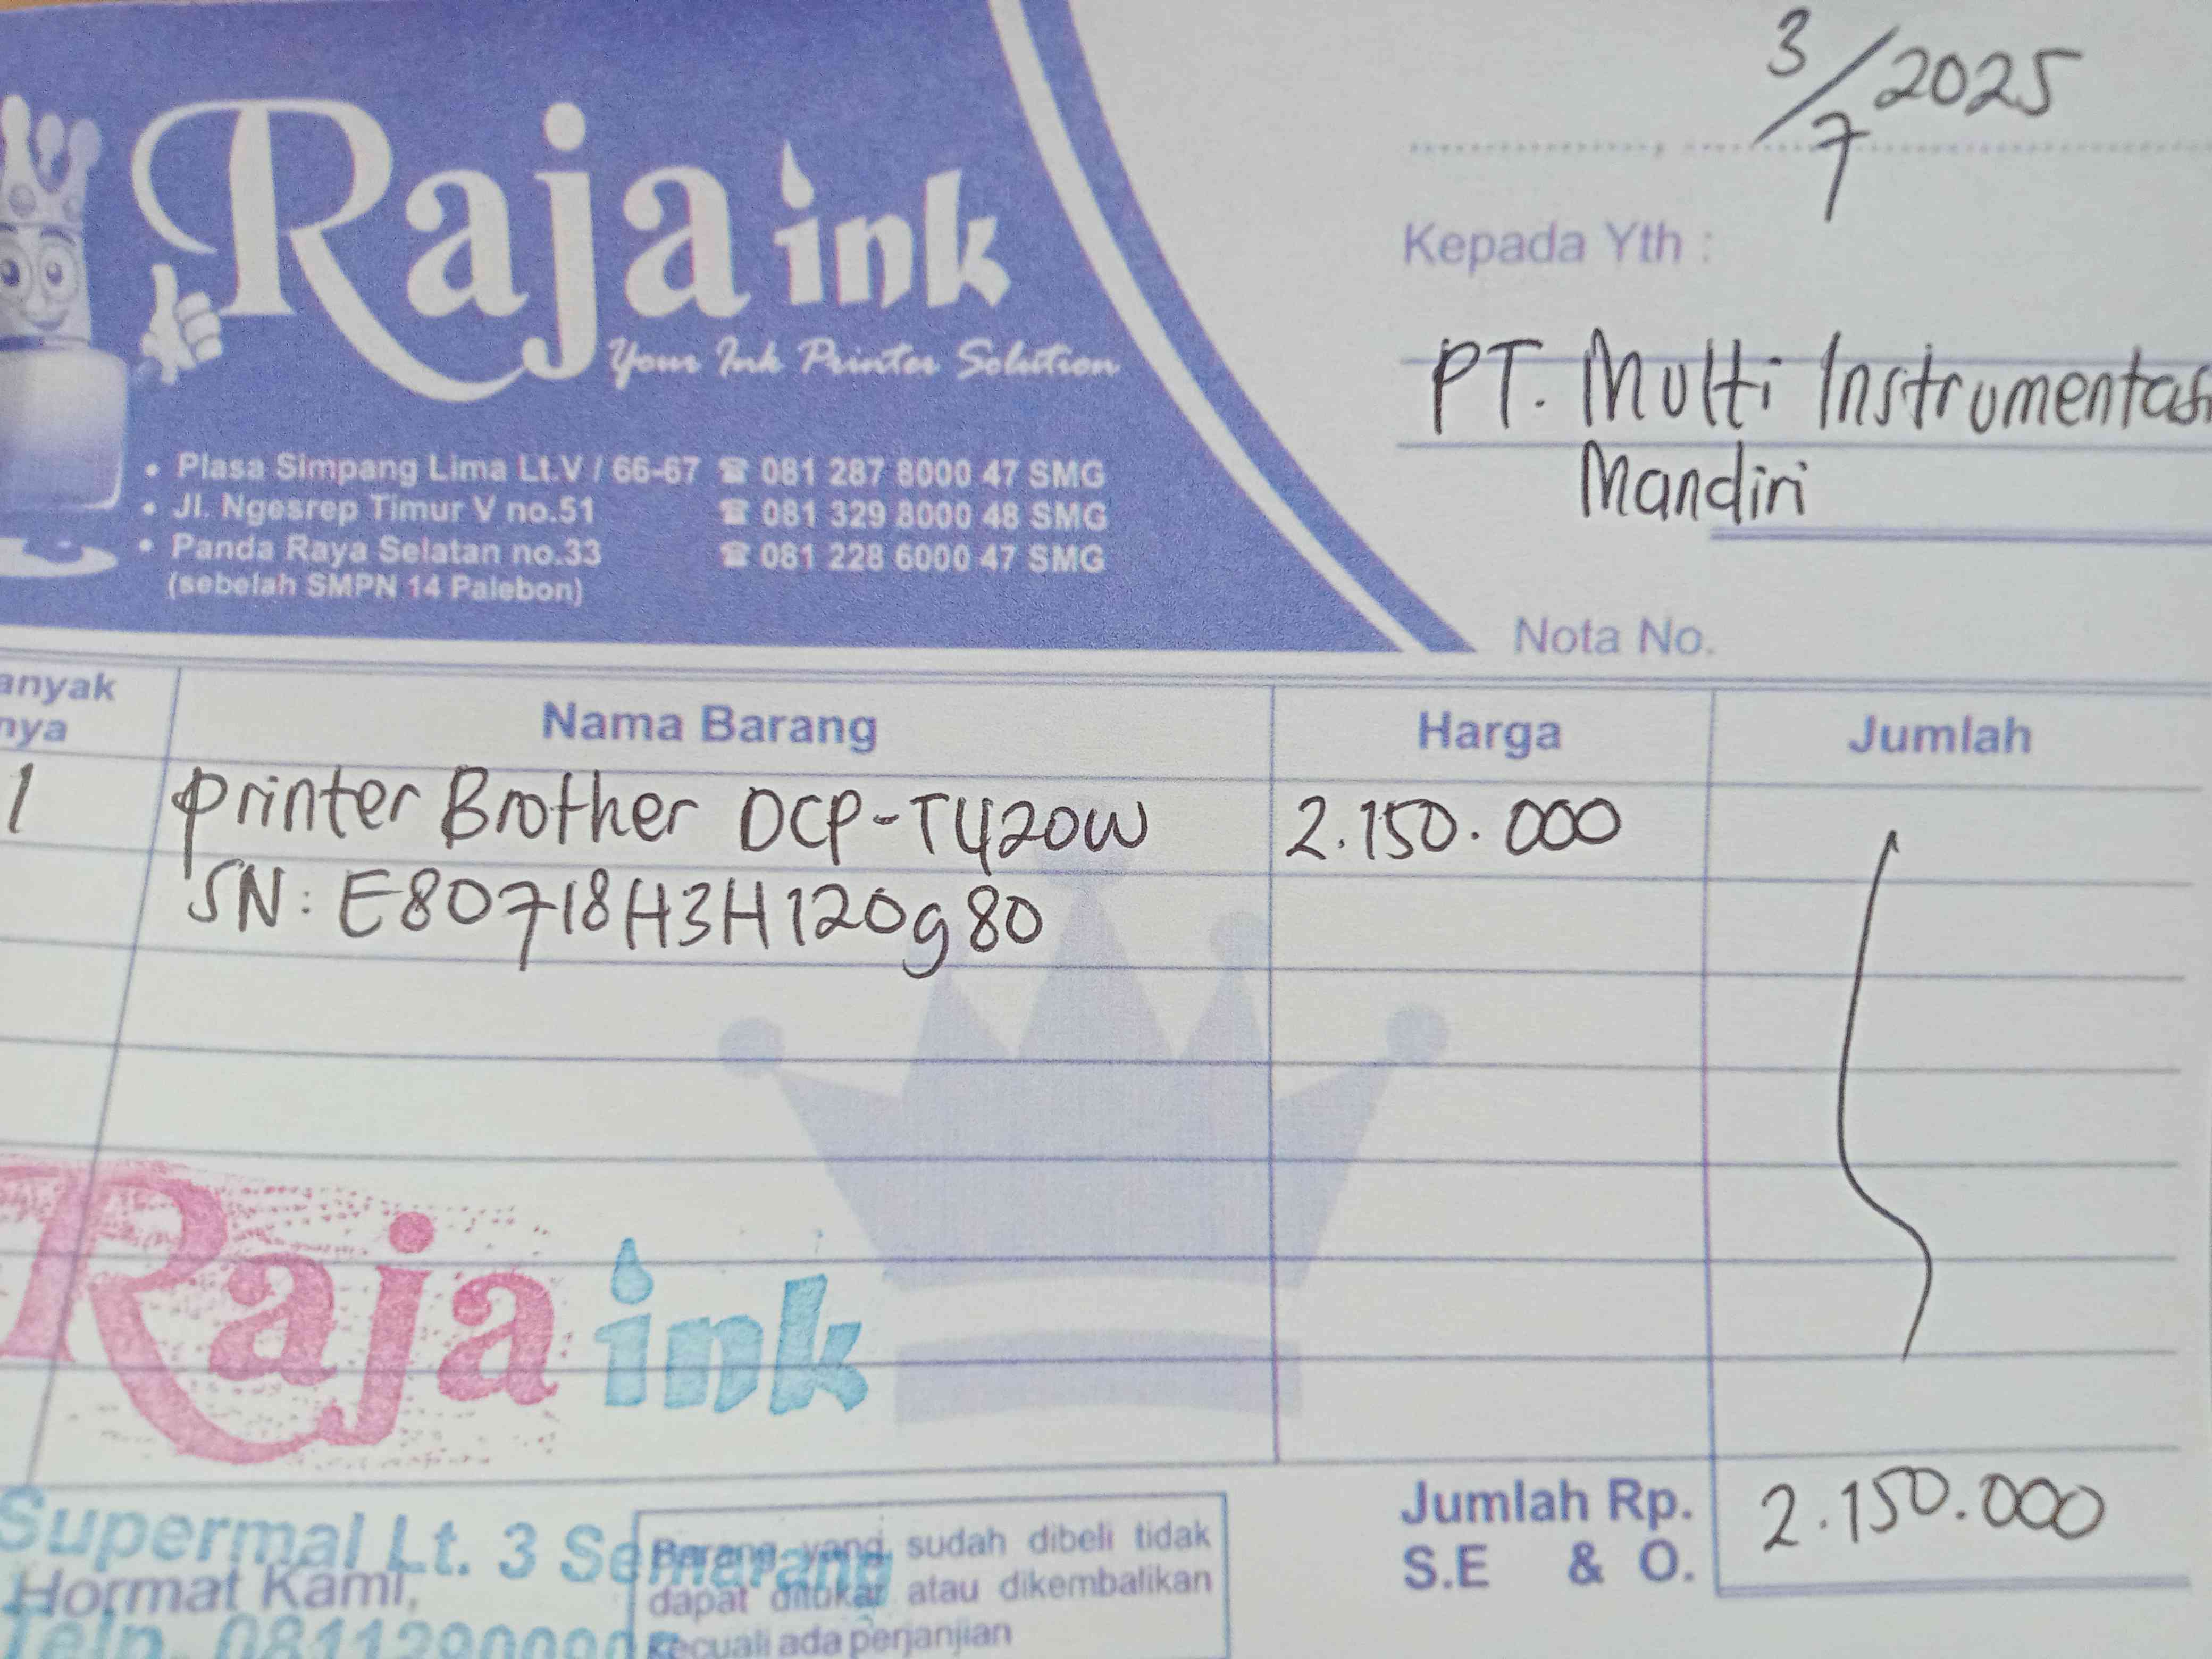 3/7 2025
Raja ink
Your Ink Printer Solution
Kepada Yth :
PT. Multi Instrumentasi
Mandiri
• Plasa Simpang Lima Lt.V / 66-67 ☎ 081 287 8000 47 SMG
• Jl. Ngesrep Timur V no.51 ☎ 081 329 8000 48 SMG
• Panda Raya Selatan no.33 ☎ 081 228 6000 47 SMG
(sebelah SMPN 14 Palebon)
Nota No.
anyak
nya
Nama Barang
Harga
Jumlah
1 Printer Brother DCP-T420W 2.150.000
SN: E80718H3H120g80
Raja ink
Supermal Lt. 3 Semarang
Hormat Kami,
Barang yang sudah dibeli tidak
dapat ditukar atau dikembalikan
kecuali ada perjanjian
Jumlah Rp. 2.150.000
S.E & O.